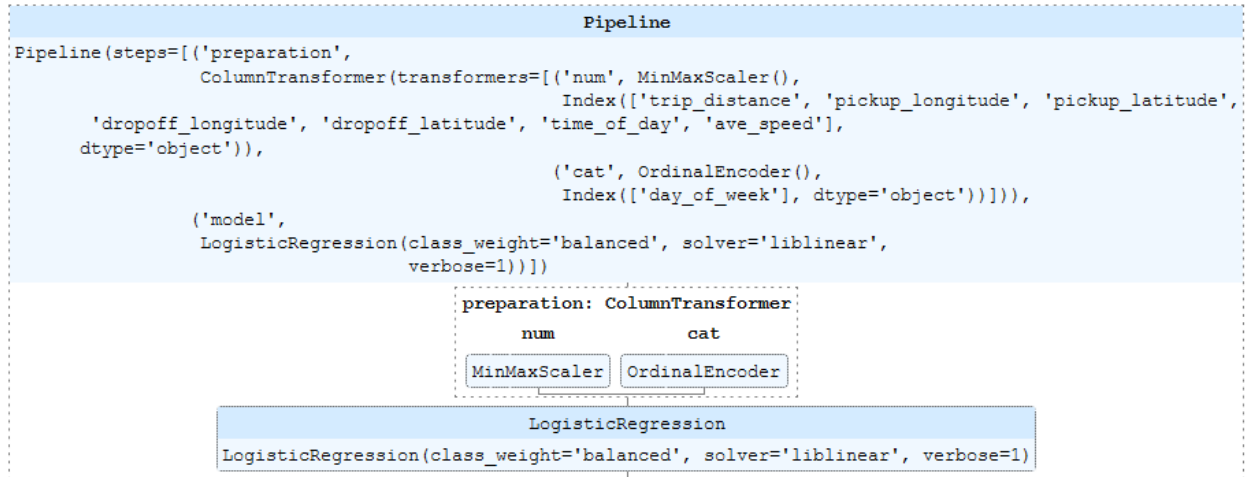 Pipeline
Pipeline(steps=[('preparation',
ColumnTransformer(transformers=[('num', MinMaxScaler(),
Index(['trip_distance', 'pickup_longitude', 'pickup_latitude',
'dropoff_longitude', 'dropoff_latitude', 'time_of_day', 'ave_speed'],
dtype='object')),
('cat', OrdinalEncoder(),
Index(['day_of_week'], dtype='object'))])),
('model',
LogisticRegression(class_weight='balanced', solver='liblinear',
verbose=1))])
preparation: ColumnTransformer
num cat
MinMaxScaler OrdinalEncoder
LogisticRegression
LogisticRegression(class_weight='balanced', solver='liblinear', verbose=1)